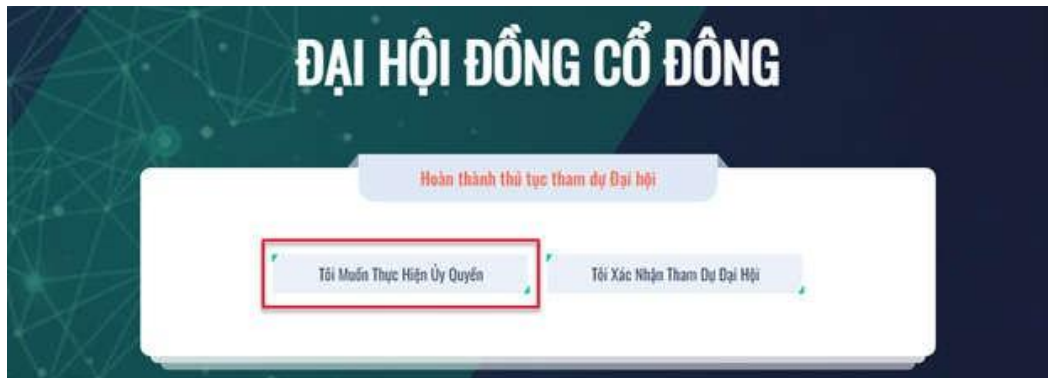 ĐẠI HỘI ĐỒNG CỔ ĐÔNG
Hoàn thành thủ tục tham dự Đại hội
Tôi Muốn Thực Hiện Ủy Quyền
Tôi Xác Nhận Tham Dự Đại Hội